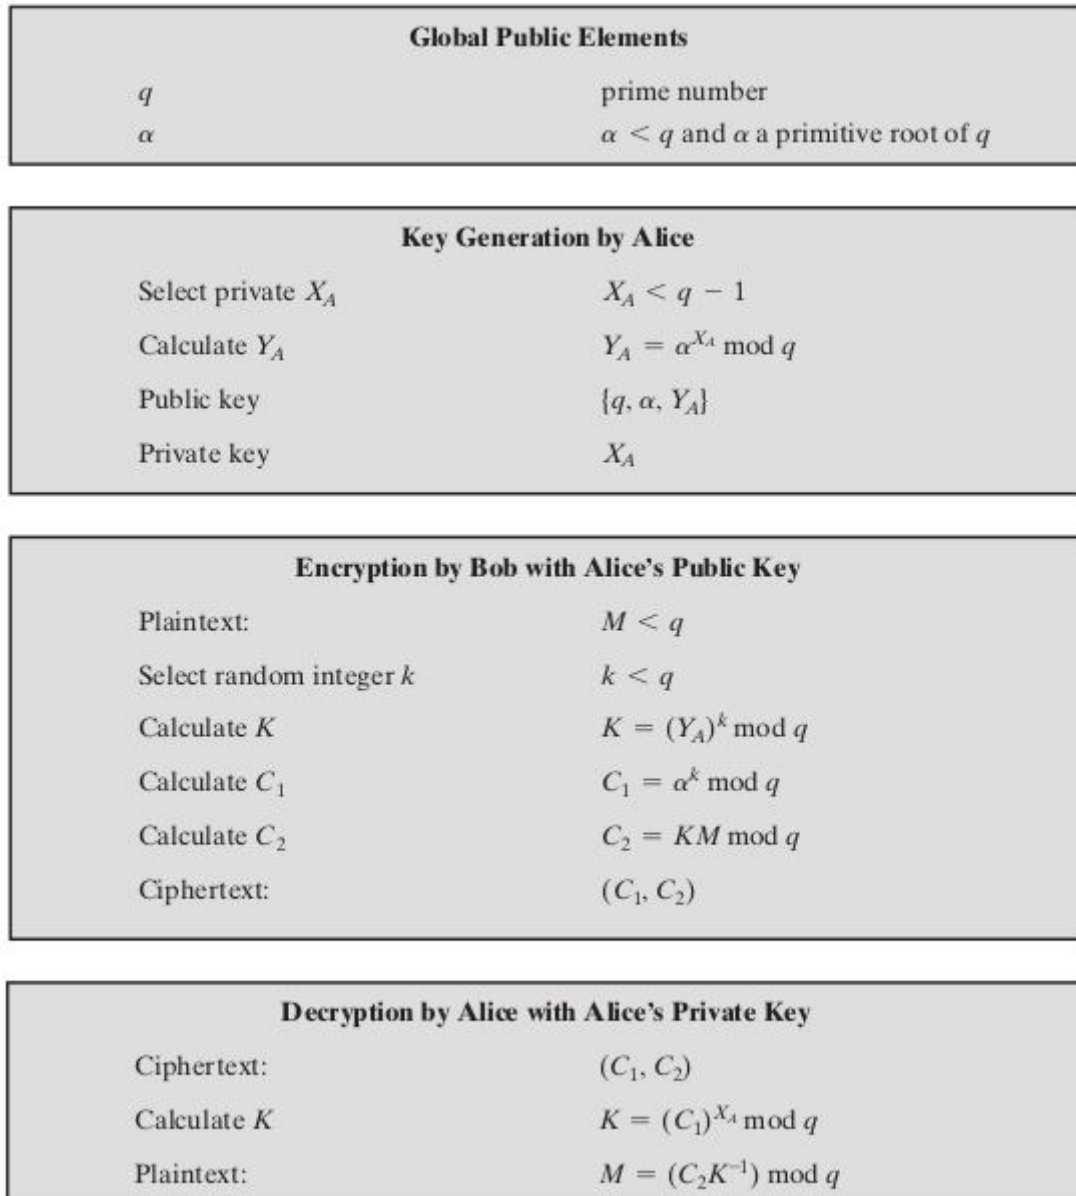 Global Public Elements
q prime number
α α < q and α a primitive root of q
Key Generation by Alice
Select private X_A X_A < q − 1
Calculate Y_A Y_A = α^{X_A} mod q
Public key {q, α, Y_A}
Private key X_A
Encryption by Bob with Alice's Public Key
Plaintext: M < q
Select random integer k k < q
Calculate K K = (Y_A)^k mod q
Calculate C_1 C_1 = α^k mod q
Calculate C_2 C_2 = KM mod q
Ciphertext: (C_1, C_2)
Decryption by Alice with Alice's Private Key
Ciphertext: (C_1, C_2)
Calculate K K = (C_1)^{X_A} mod q
Plaintext: M = (C_2K^{−1}) mod q